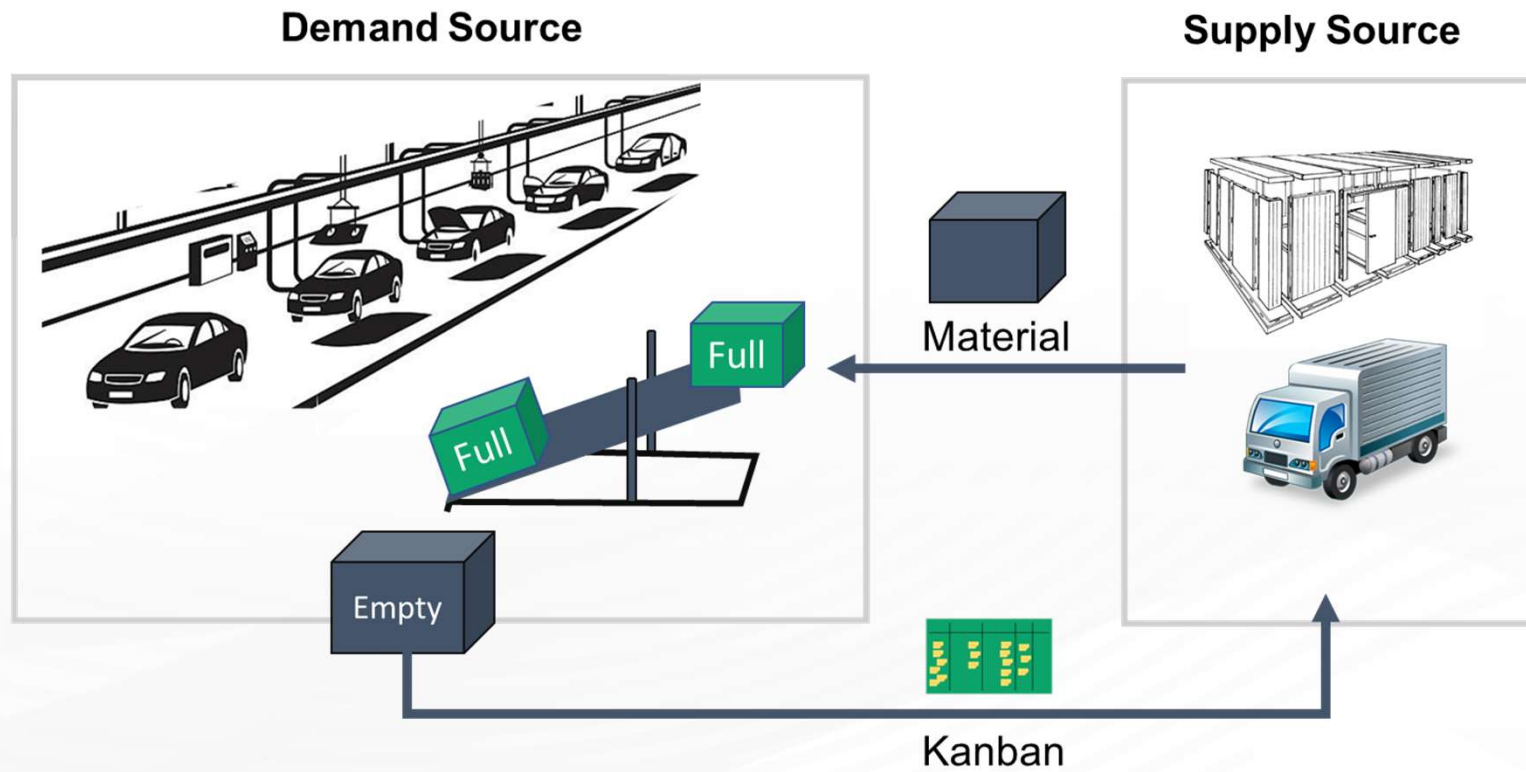 Demand Source
Supply Source
Material
Full
Full
Empty
Kanban